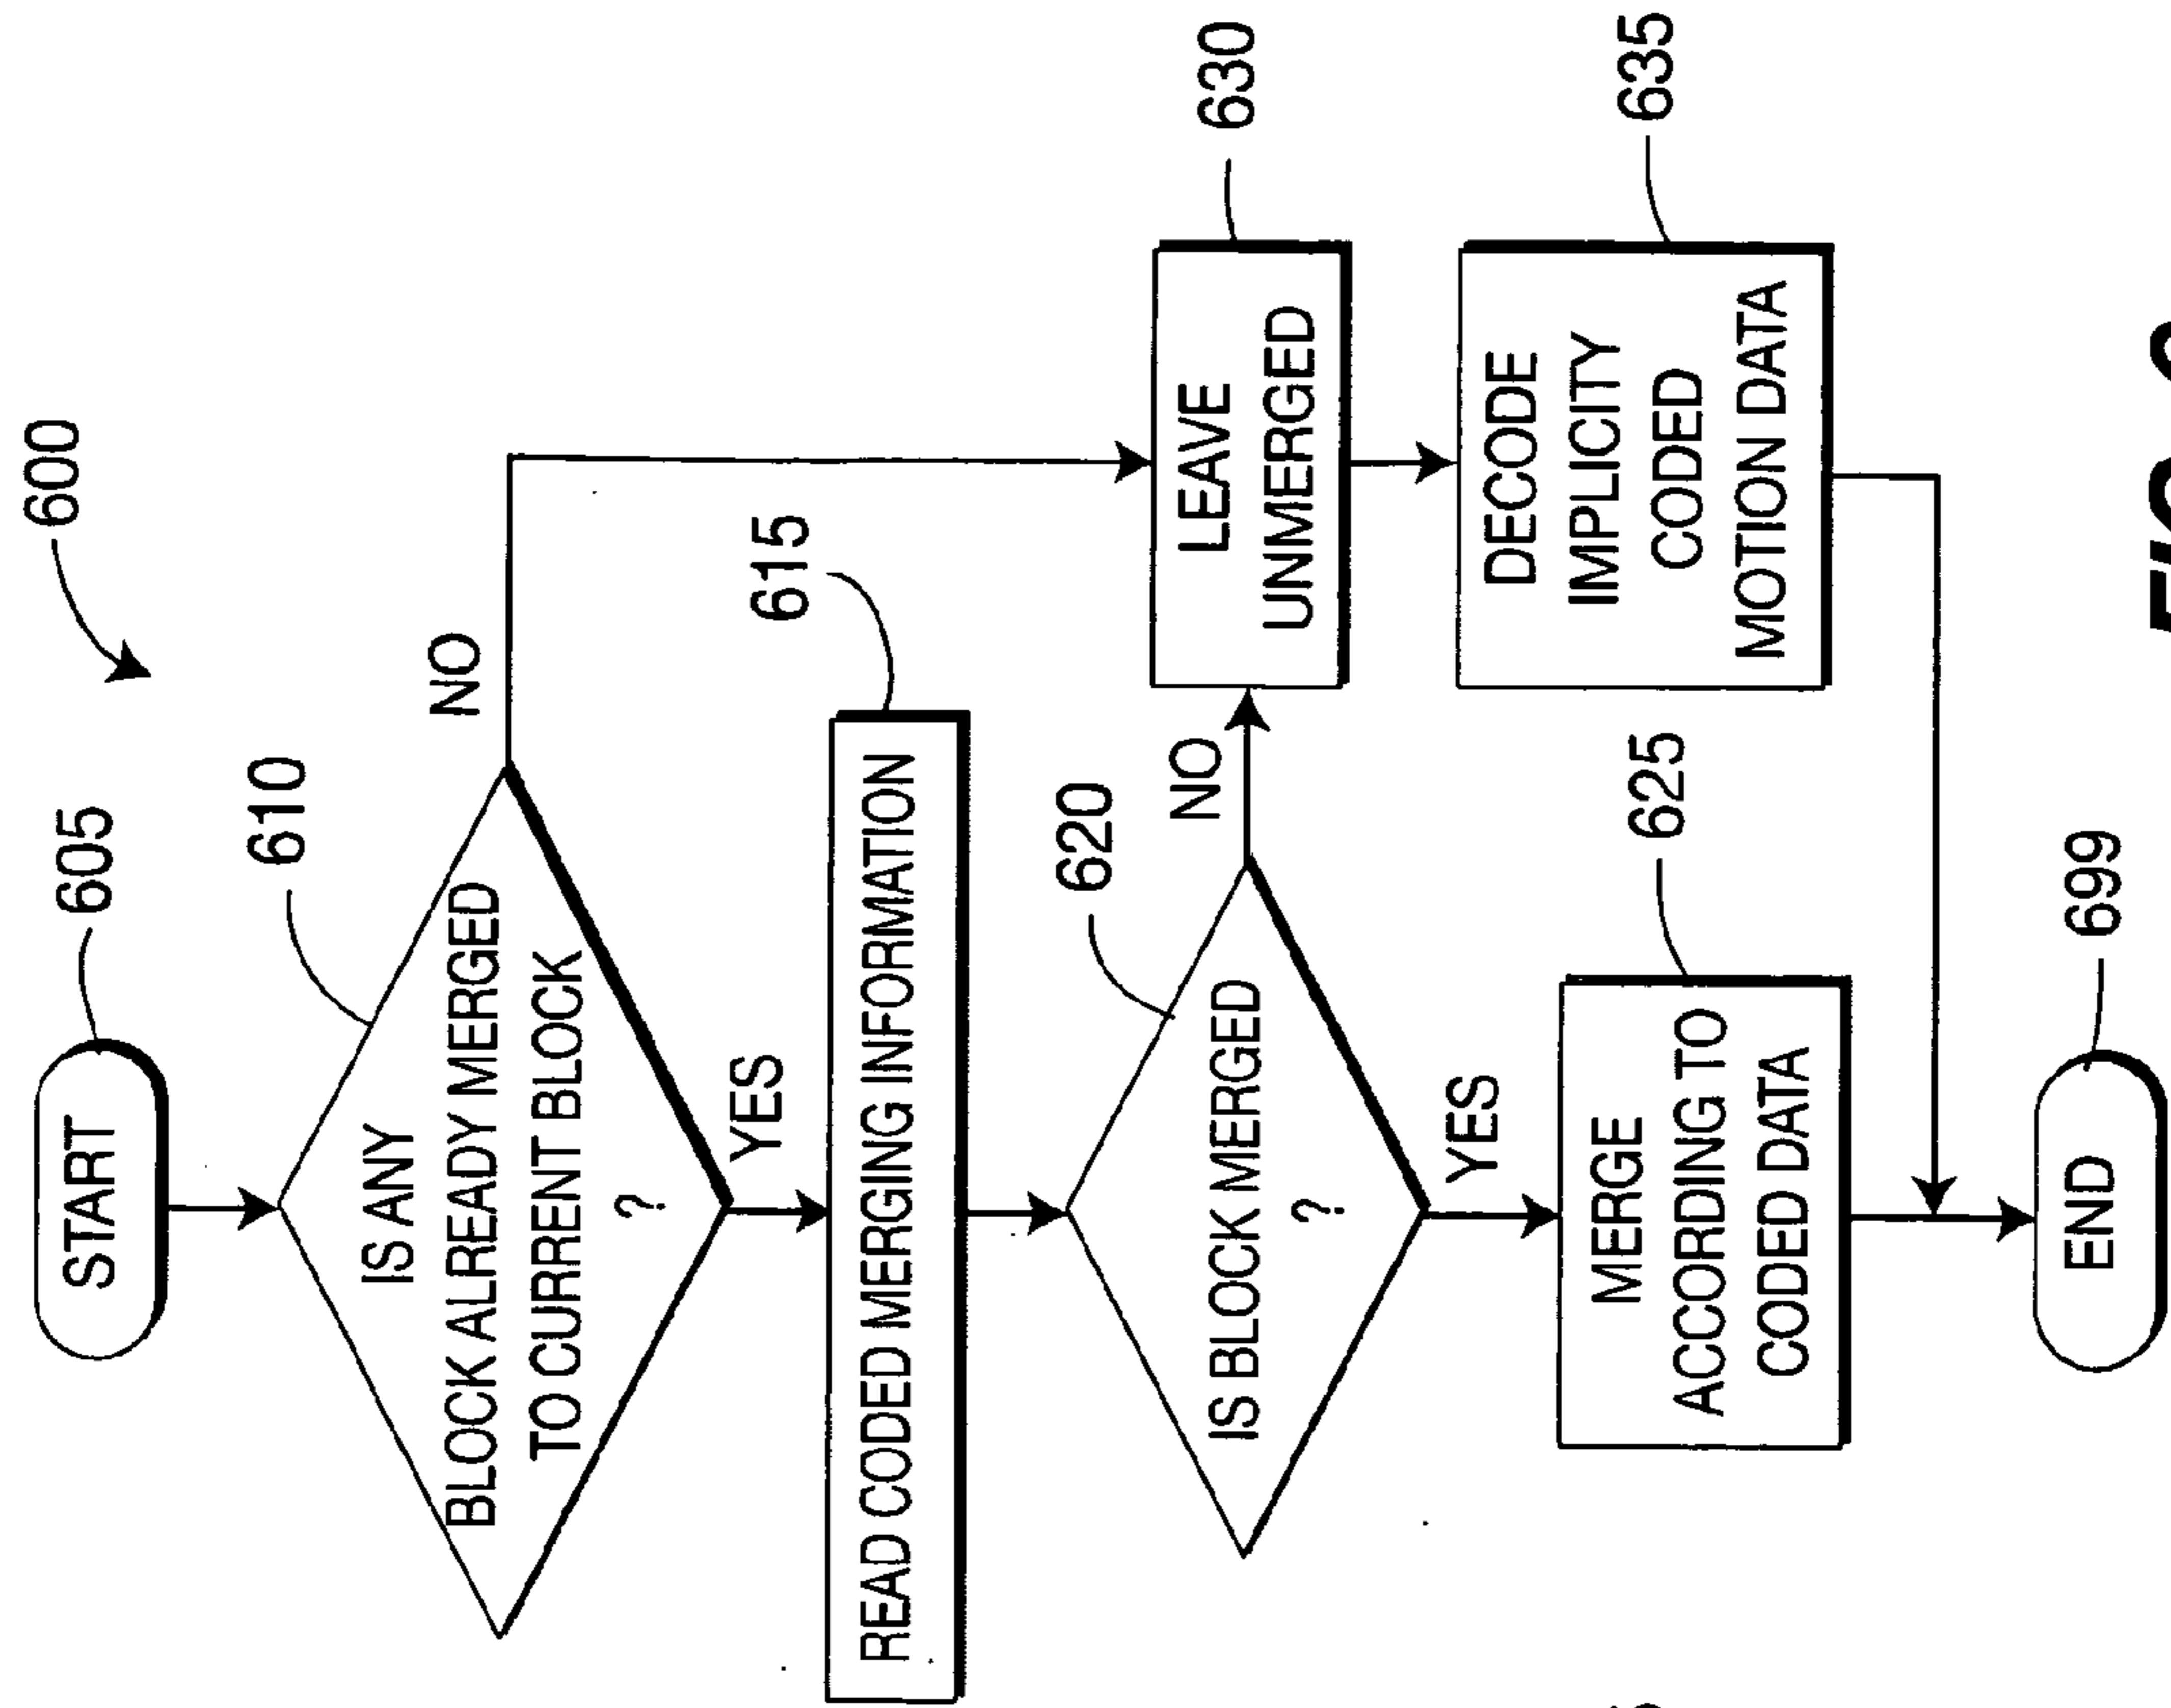 600
START
605
IS ANY
BLOCK ALREADY MERGED
TO CURRENT BLOCK
?
610
NO
YES
READ CODED MERGING INFORMATION
615
IS BLOCK MERGED
?
620
NO
YES
LEAVE
UNMERGED
630
MERGE
ACCORDING TO
CODED DATA
625
DECODE
IMPLICITY
CODED
MOTION DATA
635
END
699